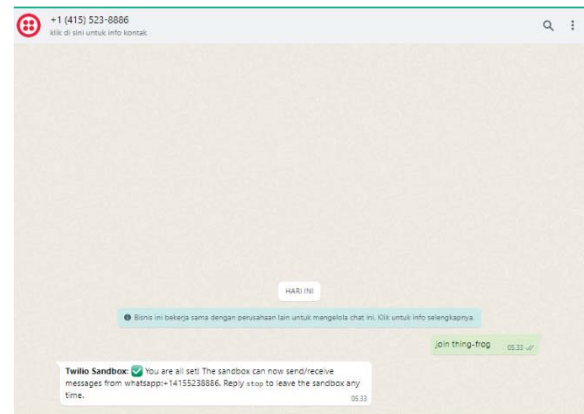 +1 (415) 523-8886
klik di sini untuk info kontak
HARI INI
Bisnis ini bekerja sama dengan perusahaan lain untuk mengelola chat ini. Klik untuk info selengkapnya.
join thing-frog 05.33
Twilio Sandbox: ✅ You are all set! The sandbox can now send/receive
messages from whatsapp:+14155238886. Reply stop to leave the sandbox any
time. 05.33